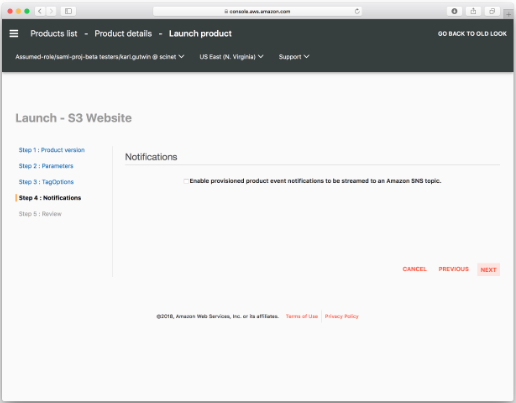 console.aws.amazon.com
Products list - Product details - Launch product
GO BACK TO OLD LOOK
Assumed-role/saml-proj-beta testers/kari.gutwin @ scinet US East (N. Virginia) Support
Launch - S3 Website
Step 1 : Product version
Step 2 : Parameters
Step 3 : TagOptions
Step 4 : Notifications
Step 5 : Review
Notifications
Enable provisioned product event notifications to be streamed to an Amazon SNS topic.
CANCEL PREVIOUS NEXT
©2018, Amazon Web Services, Inc. or its affiliates. Terms of Use Privacy Policy